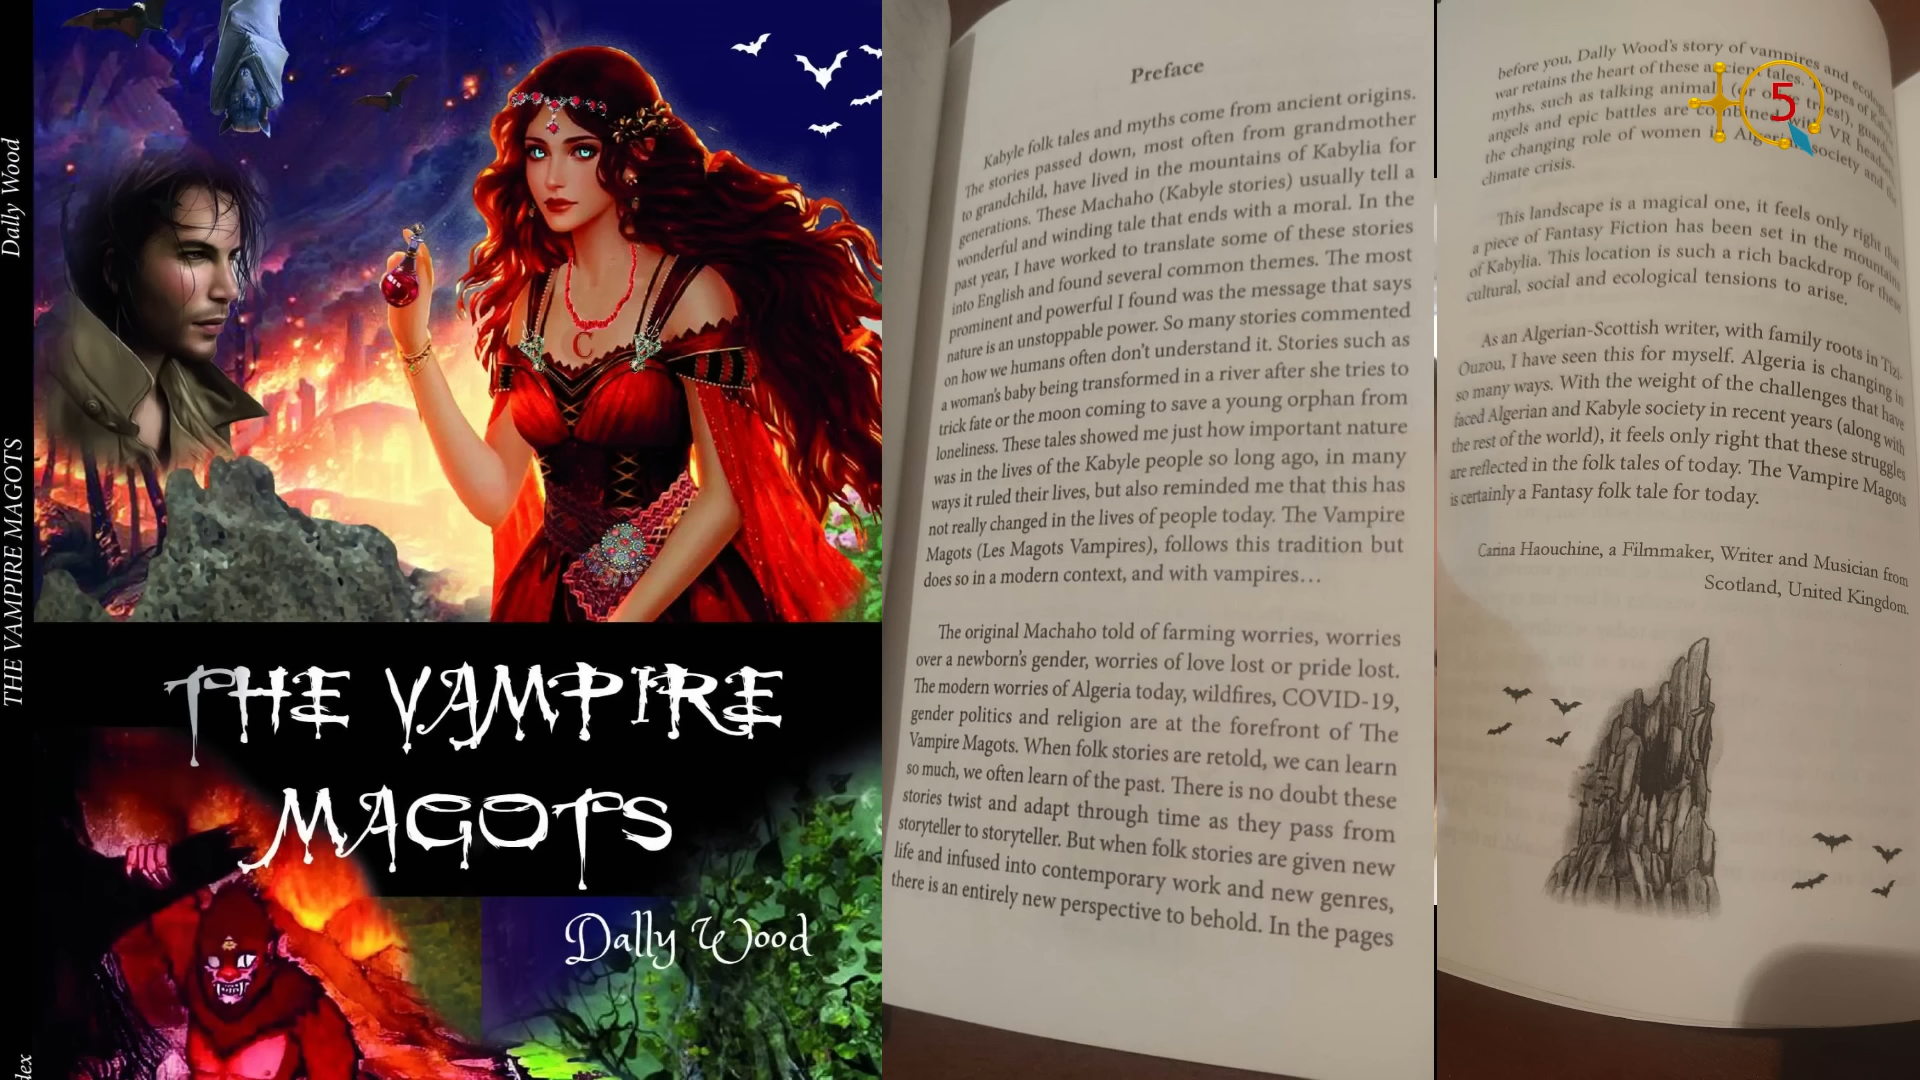 Dally Wood
THE VAMPIRE MAGOTS
dex
C
THE VAMPIRE
MAGOTS
Dally Wood
Preface
Kabyle folk tales and myths come from ancient origins.
The stories passed down, most often from grandmother
to grandchild, have lived in the mountains of Kabylia for
generations. These Machaho (Kabyle stories) usually tell a
wonderful and winding tale that ends with a moral. In the
past year, I have worked to translate some of these stories
into English and found several common themes. The most
prominent and powerful I found was the message that says
nature is an unstoppable power. So many stories commented
on how we humans often don't understand it. Stories such as
a woman's baby being transformed in a river after she tries to
trick fate or the moon coming to save a young orphan from
loneliness. These tales showed me just how important nature
was in the lives of the Kabyle people so long ago, in many
ways it ruled their lives, but also reminded me that this has
not really changed in the lives of people today. The Vampire
Magots (Les Magots Vampires), follows this tradition but
does so in a modern context, and with vampires…
The original Machaho told of farming worries, worries
over a newborn's gender, worries of love lost or pride lost.
The modern worries of Algeria today, wildfires, COVID-19,
gender politics and religion are at the forefront of The
Vampire Magots. When folk stories are retold, we can learn
so much, we often learn of the past. There is no doubt these
stories twist and adapt through time as they pass from
storyteller to storyteller. But when folk stories are given new
life and infused into contemporary work and new genres,
there is an entirely new perspective to behold. In the pages
before you, Dally Wood's story of vampires and
war retains the heart of these ancient tales. Tropes of
myths, such as talking animals (or trees!),
angels and epic battles are combined with VR
the changing role of women in Algerian society and the
climate crisis.
5
This landscape is a magical one, it feels only right that
a piece of Fantasy Fiction has been set in the mountains
of Kabylia. This location is such a rich backdrop for these
cultural, social and ecological tensions to arise.
As an Algerian-Scottish writer, with family roots in Tizi-
Ouzou, I have seen this for myself. Algeria is changing in
so many ways. With the weight of the challenges that have
faced Algerian and Kabyle society in recent years (along with
the rest of the world), it feels only right that these struggles
are reflected in the folk tales of today. The Vampire Magots
is certainly a Fantasy folk tale for today.
Carina Haouchine, a Filmmaker, Writer and Musician from
Scotland, United Kingdom.